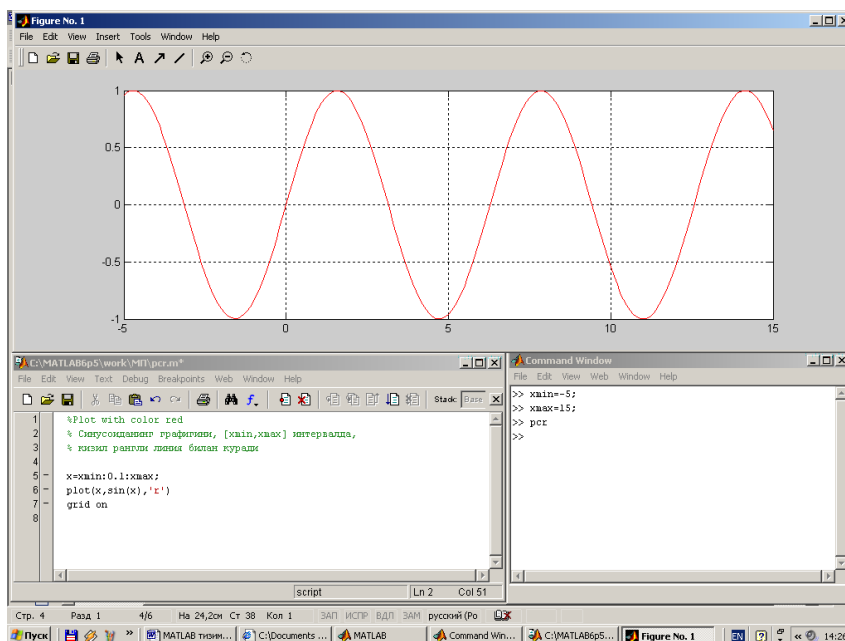 Figure No. 1
File Edit View Insert Tools Window Help
1
0.5
0
-0.5
-1
-5 0 5 10 15
C:\MATLAB6p5\work\МП\pcr.m*
File Edit View Text Debug Breakpoints Web Window Help
Stack: Base
1 %Plot with color red
2 % Синусоиданинг графигини, [xmin,xmax] интервалда,
3 % кизил рангли линия билан куради
4
5 - x=xmin:0.1:xmax;
6 - plot(x,sin(x),'r')
7 - grid on
8
script Ln 2 Col 51
Command Window
File Edit View Web Window Help
>> xmin=-5;
>> xmax=15;
>> pcr
>>
Стр. 4 Разд 1 4/6 На 24,2см Ст 38 Кол 1 ЗАП ИСПР ВДЛ ЗАМ русский (Ро
Пуск » MATLAB тизим... C:\Documents ... MATLAB Command Win... C:\MATLAB6p5... Figure No. 1 EN « 14:2